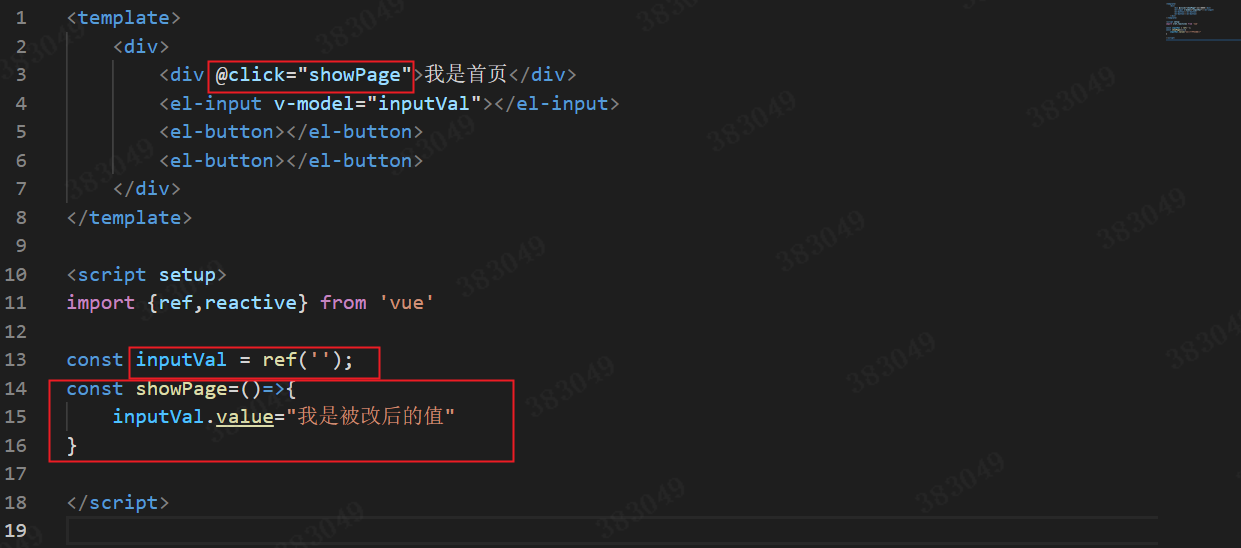 1 <template>
2 <div>
3 <div @click="showPage">我是首页</div>
4 <el-input v-model="inputVal"></el-input>
5 <el-button></el-button>
6 <el-button></el-button>
7 </div>
8 </template>
9
10 <script setup>
11 import {ref,reactive} from 'vue'
12
13 const inputVal = ref('');
14 const showPage=()=>{
15 inputVal.value="我是被改后的值"
16 }
17
18 </script>
19
383049